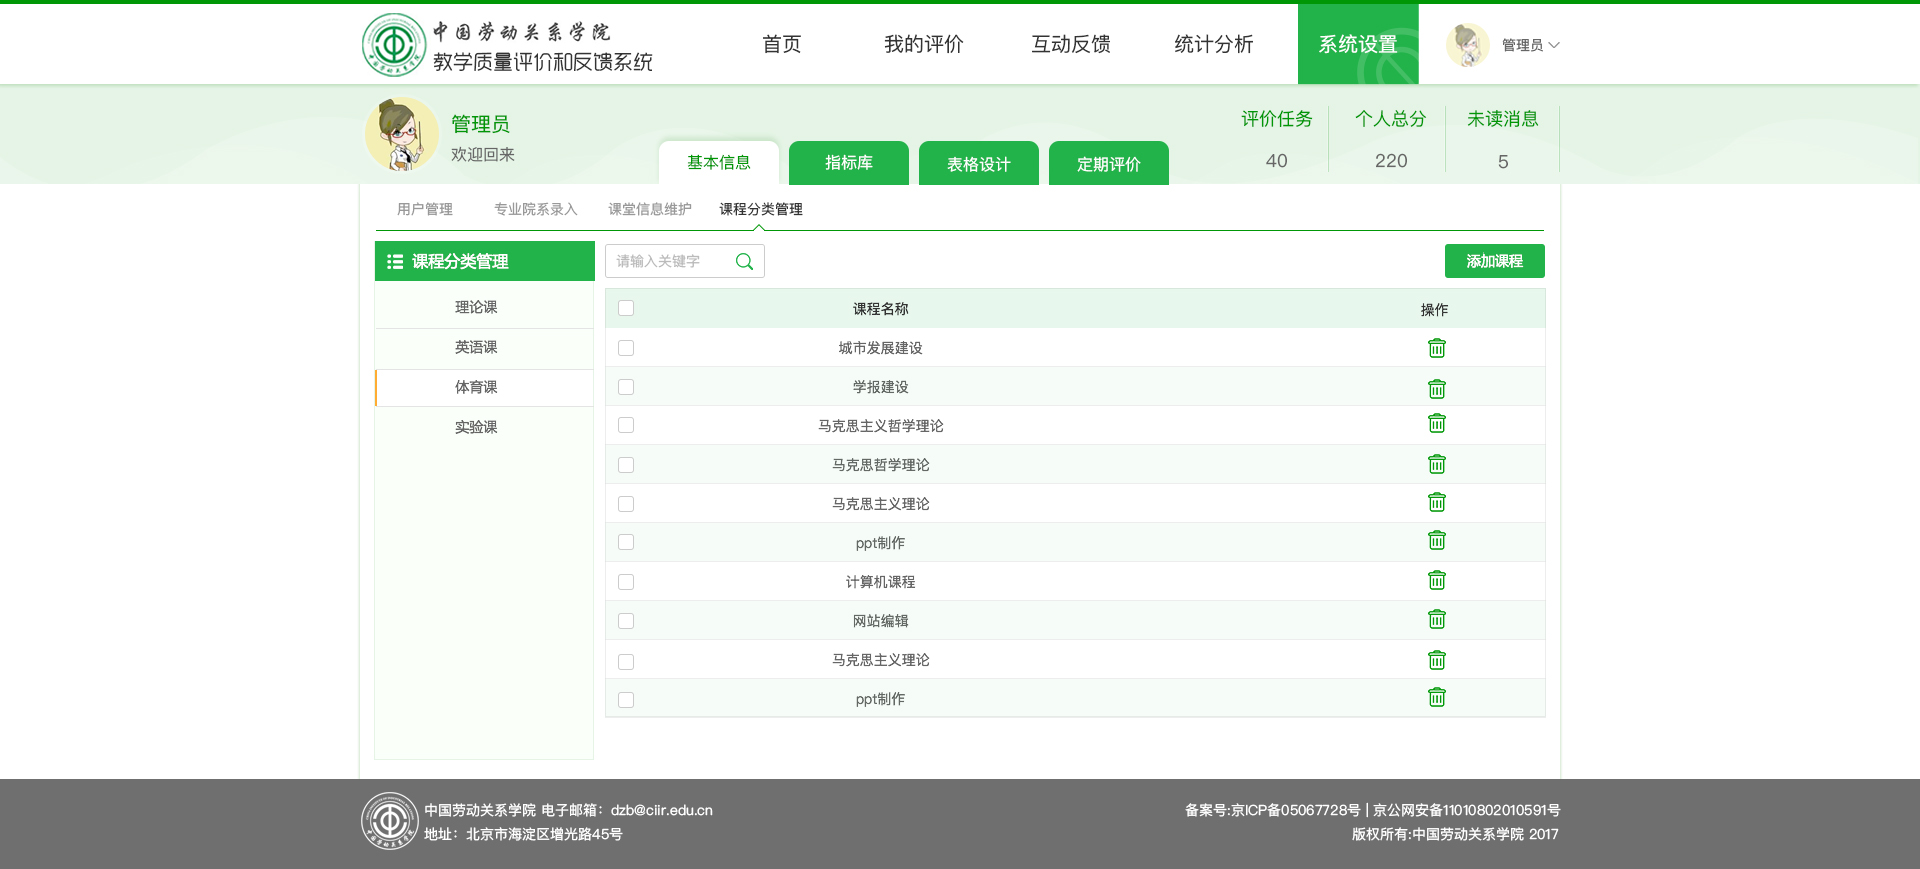 中国劳动关系学院
教学质量评价和反馈系统
首页
我的评价
互动反馈
统计分析
系统设置
管理员
管理员
欢迎回来
基本信息
指标库
表格设计
定期评价
评价任务
40
个人总分
220
未读消息
5
用户管理
专业院系录入
课堂信息维护
课程分类管理
课程分类管理
理论课
英语课
体育课
实验课
请输入关键字
添加课程
课程名称
操作
城市发展建设
学报建设
马克思主义哲学理论
马克思哲学理论
马克思主义理论
ppt制作
计算机课程
网站编辑
马克思主义理论
ppt制作
中国劳动关系学院 电子邮箱：dzb@ciir.edu.cn
地址：北京市海淀区增光路45号
备案号:京ICP备05067728号 | 京公网安备11010802010591号
版权所有:中国劳动关系学院 2017